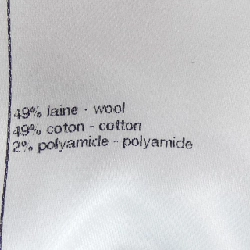 49% laine - wool
49% coton - cotton
2% polyamide - polyamide